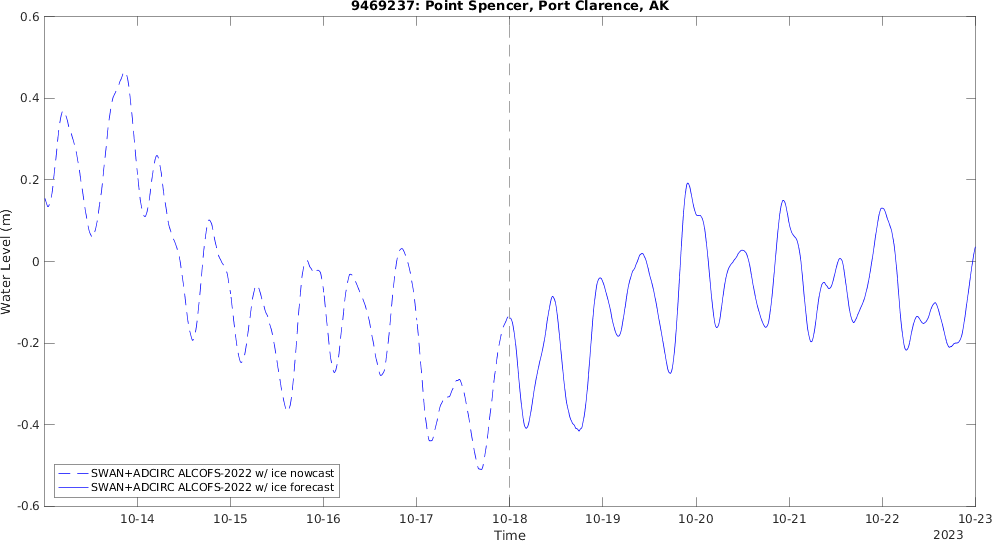 9469237: Point Spencer, Port Clarence, AK
0.6
0.4
0.2
0
-0.2
-0.4
-0.6
Water Level (m)
SWAN+ADCIRC ALCOFS-2022 w/ ice nowcast
SWAN+ADCIRC ALCOFS-2022 w/ ice forecast
10-14 10-15 10-16 10-17 10-18 10-19 10-20 10-21 10-22 10-23
Time
2023